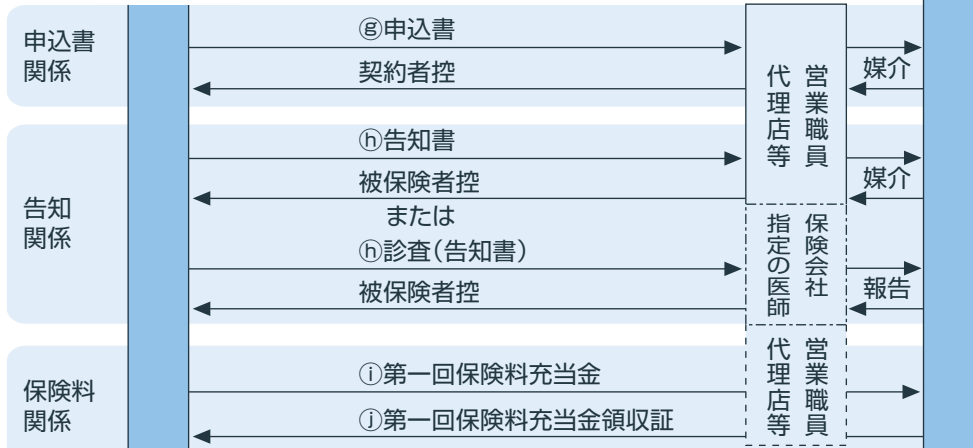 申込書
関係
ⓖ申込書
契約者控
営業職員
代理店等
媒介
告知
関係
ⓗ告知書
被保険者控
または
ⓗ診査(告知書)
被保険者控
媒介
保険会社
指定の医師
報告
保険料
関係
ⓘ第一回保険料充当金
ⓙ第一回保険料充当金領収証
営業職員
代理店等